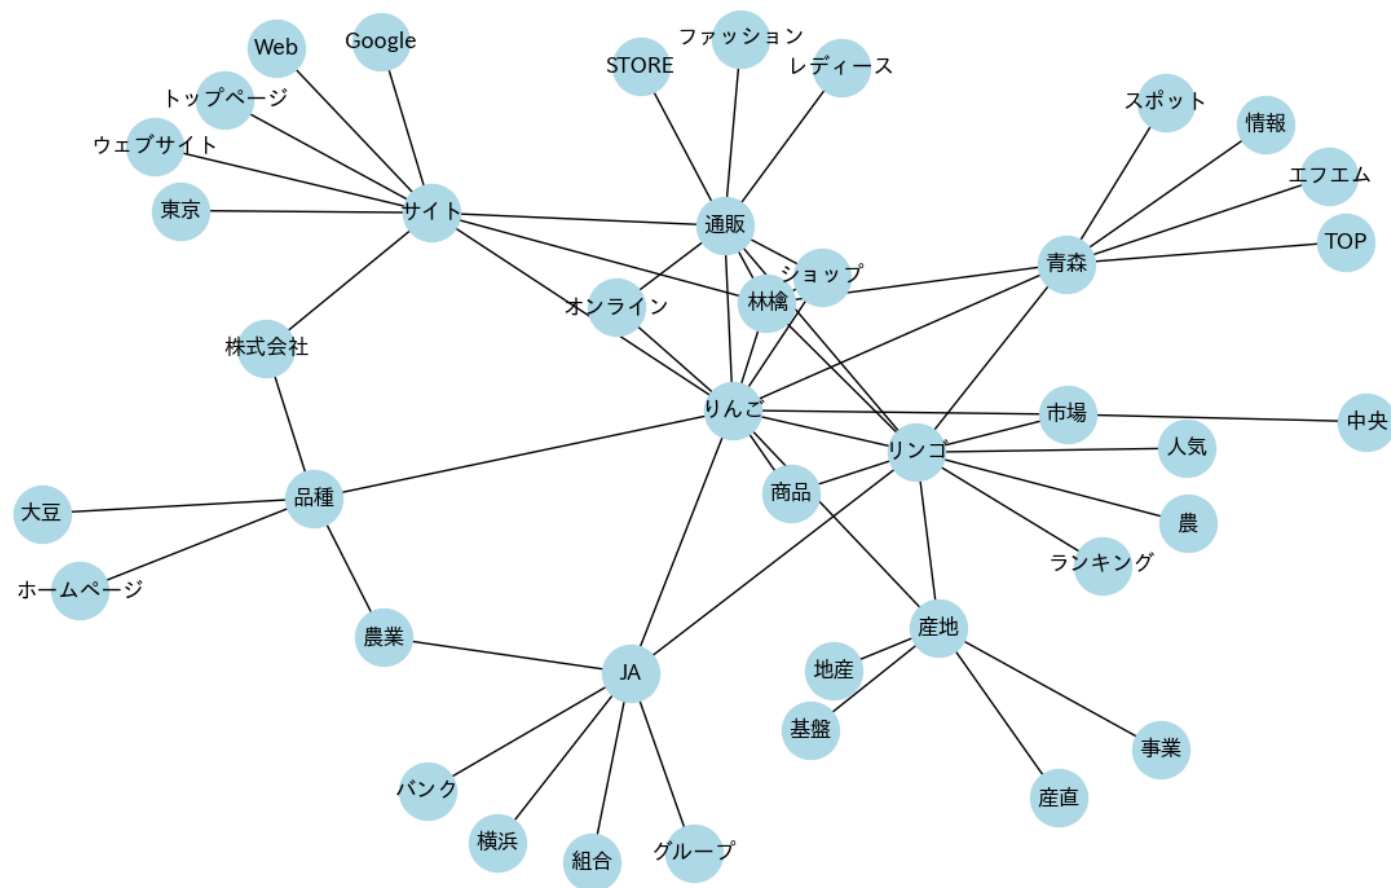 Google
Web
ファッション
STORE
レディース
トップページ
スポット
情報
ウェブサイト
エフエム
東京
サイト
通販
TOP
青森
ショップ
林檎
オンライン
株式会社
りんご
市場
中央
リンゴ
人気
品種
商品
大豆
農
ランキング
ホームページ
産地
農業
JA
地産
基盤
事業
バンク
産直
横浜
組合
グループ